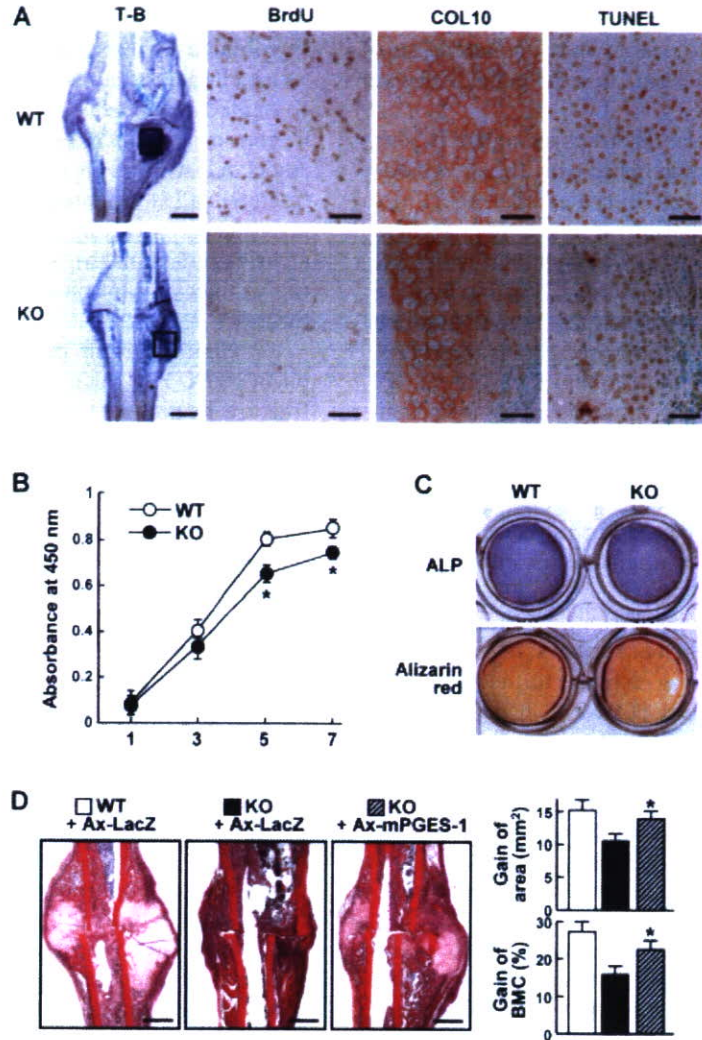 A
T-B BrdU COL10 TUNEL
WT
KO
B
WT
KO
Absorbance at 450 nm
1
0.8
0.6
0.4
0.2
0
*
*
1 3 5 7
C
WT KO
ALP
Alizarin
red
D
WT KO KO
+ Ax-LacZ + Ax-LacZ + Ax-mPGES-1
Gain of
area (mm²)
15
10
5
0
*
Gain of
BMC (%)
30
20
10
0
*